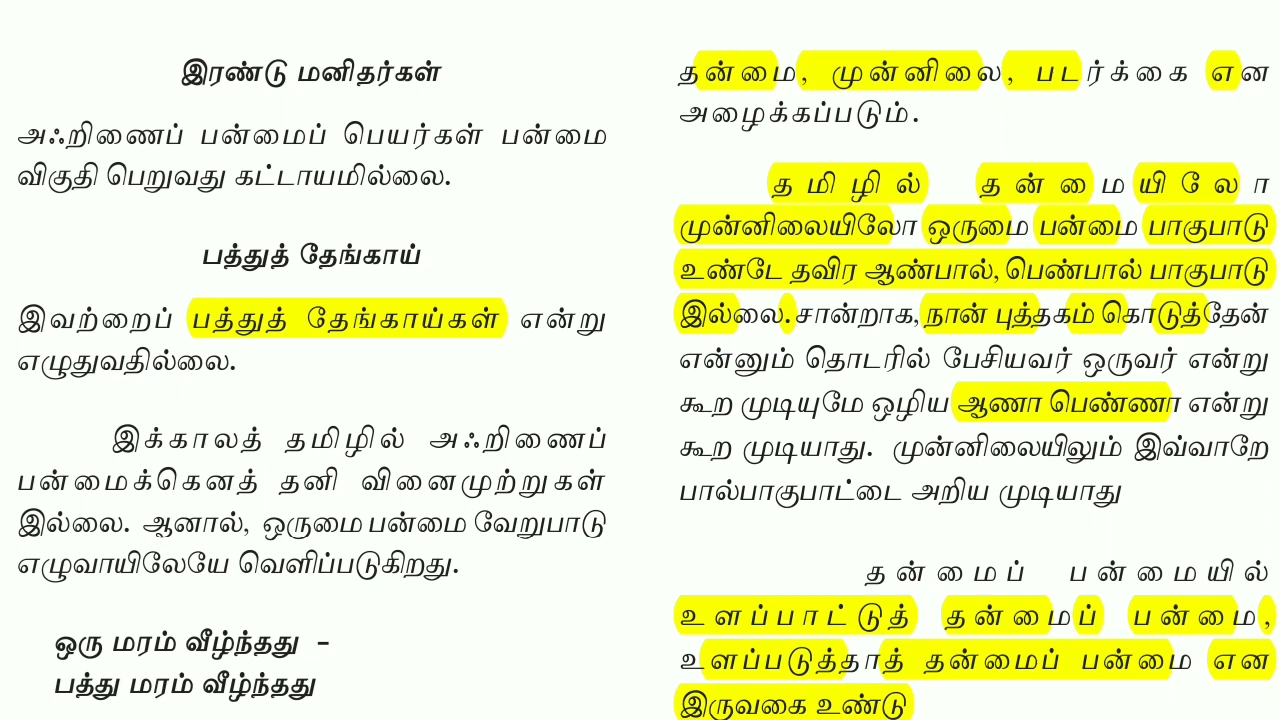 இரண்டு மனிதர்கள்
அஃறிணைப் பன்மைப் பெயர்கள் பன்மை
விகுதி பெறுவது கட்டாயமில்லை.
பத்துத் தேங்காய்
இவற்றைப் பத்துத் தேங்காய்கள் என்று
எழுதுவதில்லை.
இக்காலத் தமிழில் அஃறிணைப்
பன்மைக்கெனத் தனி வினைமுற்றுகள்
இல்லை. ஆனால், ஒருமை பன்மை வேறுபாடு
எழுவாயிலேயே வெளிப்படுகிறது.
ஒரு மரம் வீழ்ந்தது –
பத்து மரம் வீழ்ந்தது
தன்மை, முன்னிலை, படர்க்கை என
அழைக்கப்படும்.
தமிழில் தன்மையிலோ
முன்னிலையிலோ ஒருமை பன்மை பாகுபாடு
உண்டே தவிர ஆண்பால், பெண்பால் பாகுபாடு
இல்லை. சான்றாக, நான் புத்தகம் கொடுத்தேன்
என்னும் தொடரில் பேசியவர் ஒருவர் என்று
கூற முடியுமே ஒழிய ஆணா பெண்ணா என்று
கூற முடியாது. முன்னிலையிலும் இவ்வாறே
பால்பாகுபாட்டை அறிய முடியாது
தன்மைப் பன்மையில்
உளப்பாட்டுத் தன்மைப் பன்மை,
உளப்படுத்தாத் தன்மைப் பன்மை என
இருவகை உண்டு